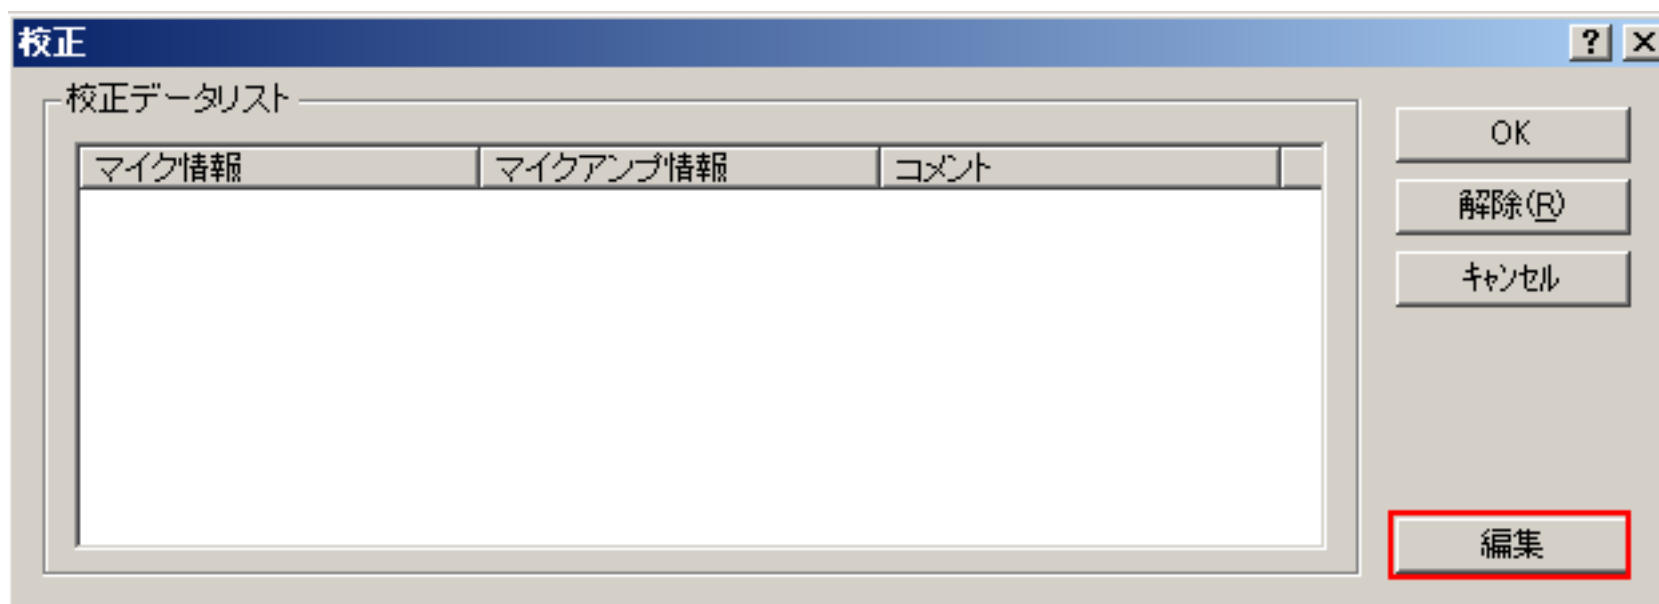 校正
校正データリスト
マイク情報 マイクアンプ情報 コメント
OK
解除(R)
キャンセル
編集